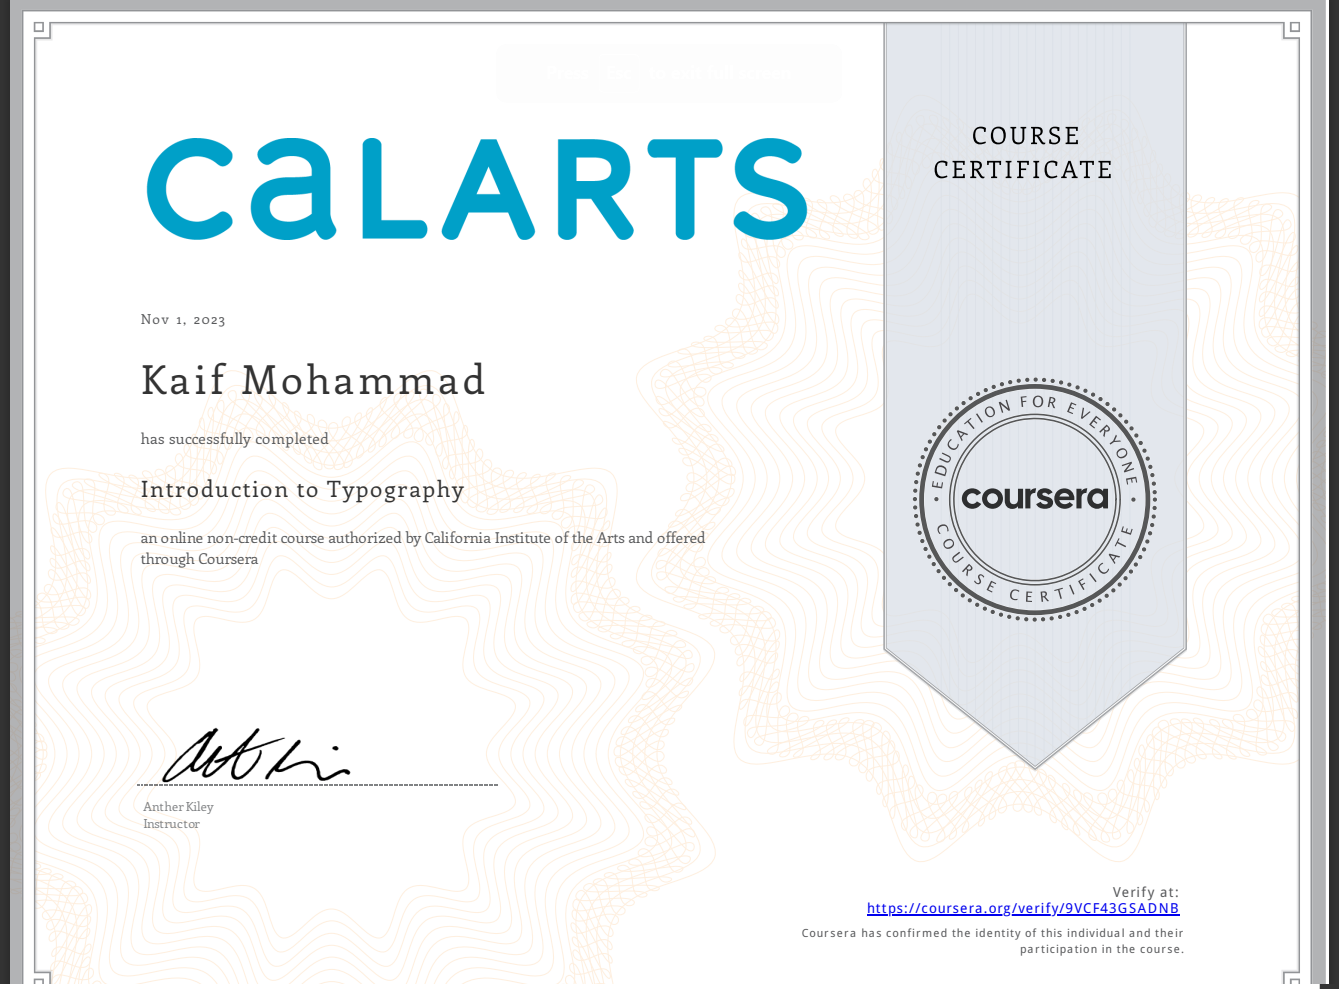 CALARTS
COURSE
CERTIFICATE
Nov 1, 2023
Kaif Mohammad
has successfully completed
Introduction to Typography
an online non-credit course authorized by California Institute of the Arts and offered
through Coursera
EDUCATION FOR EVERYONE
coursera
COURSE CERTIFICATE
Anther Kiley
Instructor
Verify at:
https://coursera.org/verify/9VCF43GSADNB
Coursera has confirmed the identity of this individual and their
participation in the course.